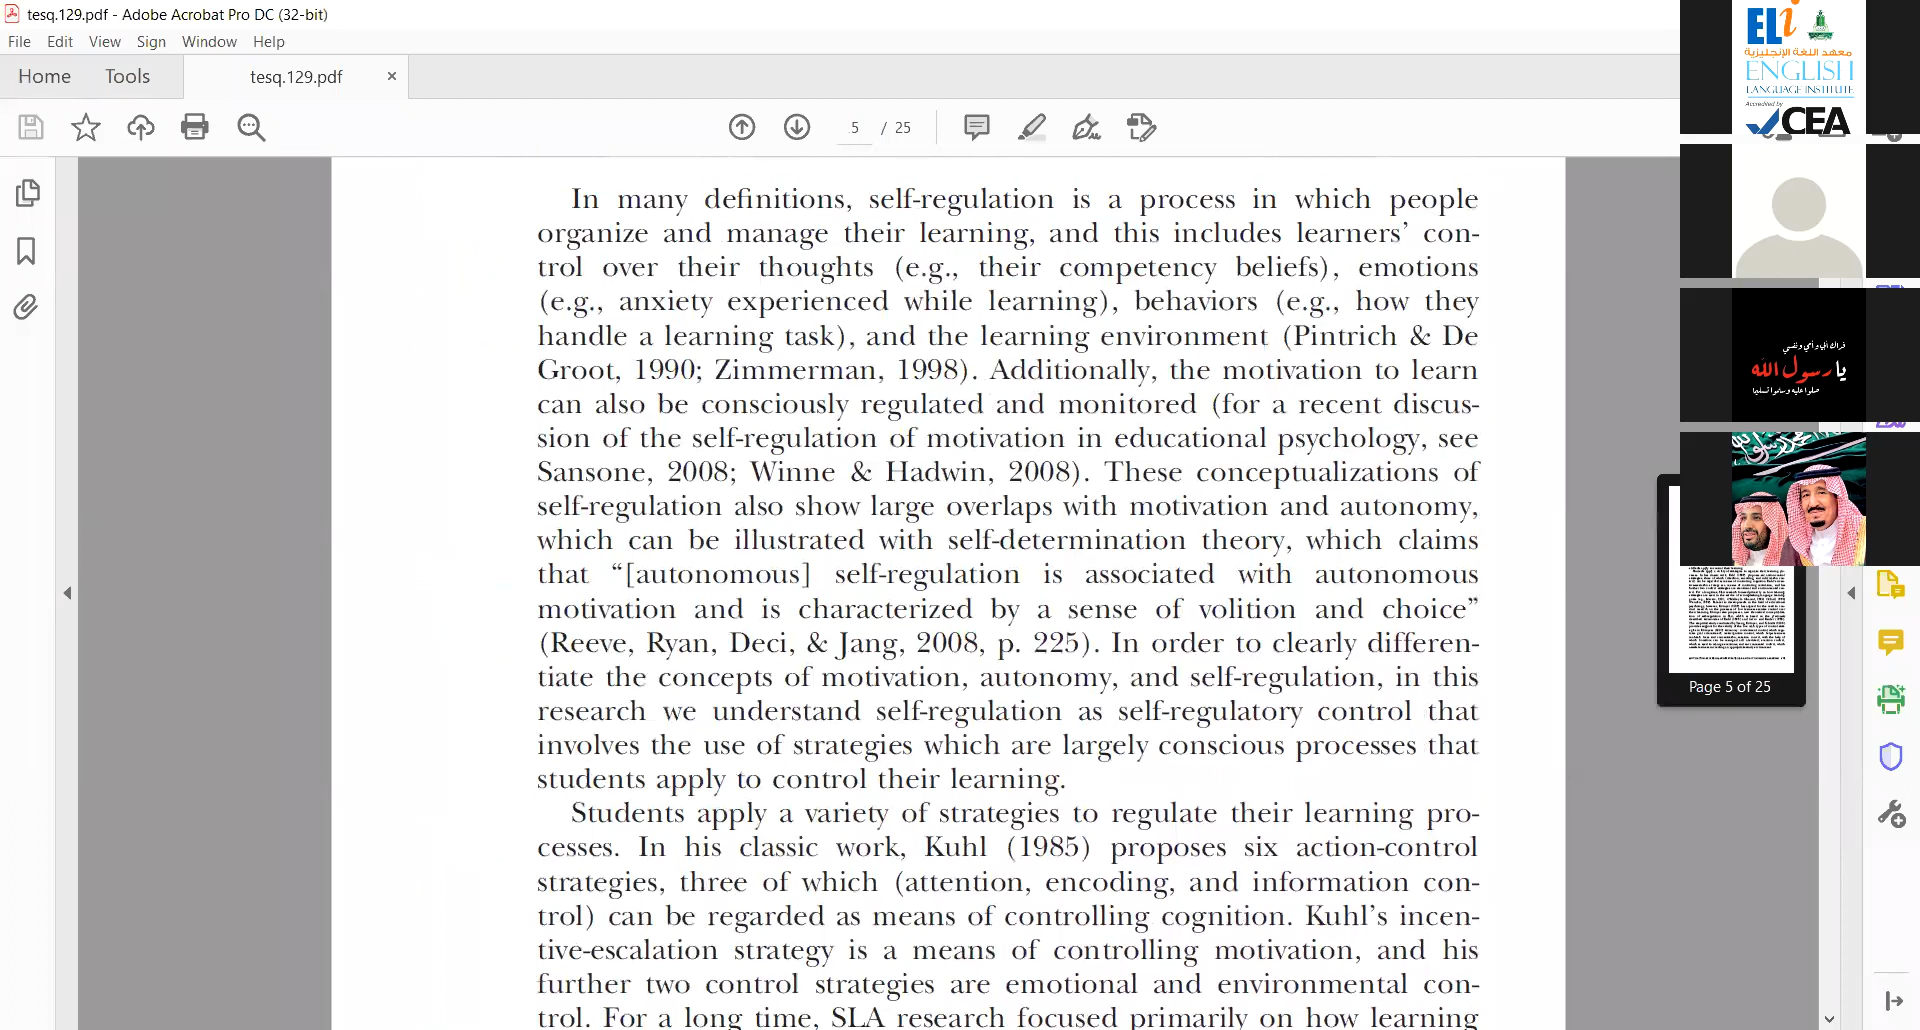 tesq.129.pdf - Adobe Acrobat Pro DC (32-bit)
File Edit View Sign Window Help
Home Tools tesq.129.pdf ×
5 / 25
In many definitions, self-regulation is a process in which people
organize and manage their learning, and this includes learners’ con-
trol over their thoughts (e.g., their competency beliefs), emotions
(e.g., anxiety experienced while learning), behaviors (e.g., how they
handle a learning task), and the learning environment (Pintrich & De
Groot, 1990; Zimmerman, 1998). Additionally, the motivation to learn
can also be consciously regulated and monitored (for a recent discus-
sion of the self-regulation of motivation in educational psychology, see
Sansone, 2008; Winne & Hadwin, 2008). These conceptualizations of
self-regulation also show large overlaps with motivation and autonomy,
which can be illustrated with self-determination theory, which claims
that “[autonomous] self-regulation is associated with autonomous
motivation and is characterized by a sense of volition and choice”
(Reeve, Ryan, Deci, & Jang, 2008, p. 225). In order to clearly differen-
tiate the concepts of motivation, autonomy, and self-regulation, in this
research we understand self-regulation as self-regulatory control that
involves the use of strategies which are largely conscious processes that
students apply to control their learning.
Students apply a variety of strategies to regulate their learning pro-
cesses. In his classic work, Kuhl (1985) proposes six action-control
strategies, three of which (attention, encoding, and information con-
trol) can be regarded as means of controlling cognition. Kuhl’s incen-
tive-escalation strategy is a means of controlling motivation, and his
further two control strategies are emotional and environmental con-
trol. For a long time, SLA research focused primarily on how learning
ELi
معهد اللغة الإنجليزية
ENGLISH
LANGUAGE INSTITUTE
Accredited by
CEA
فداك أبي و أمي و نفسي
يا رسول الله
صلوا عليه وسلموا تسليما
Page 5 of 25